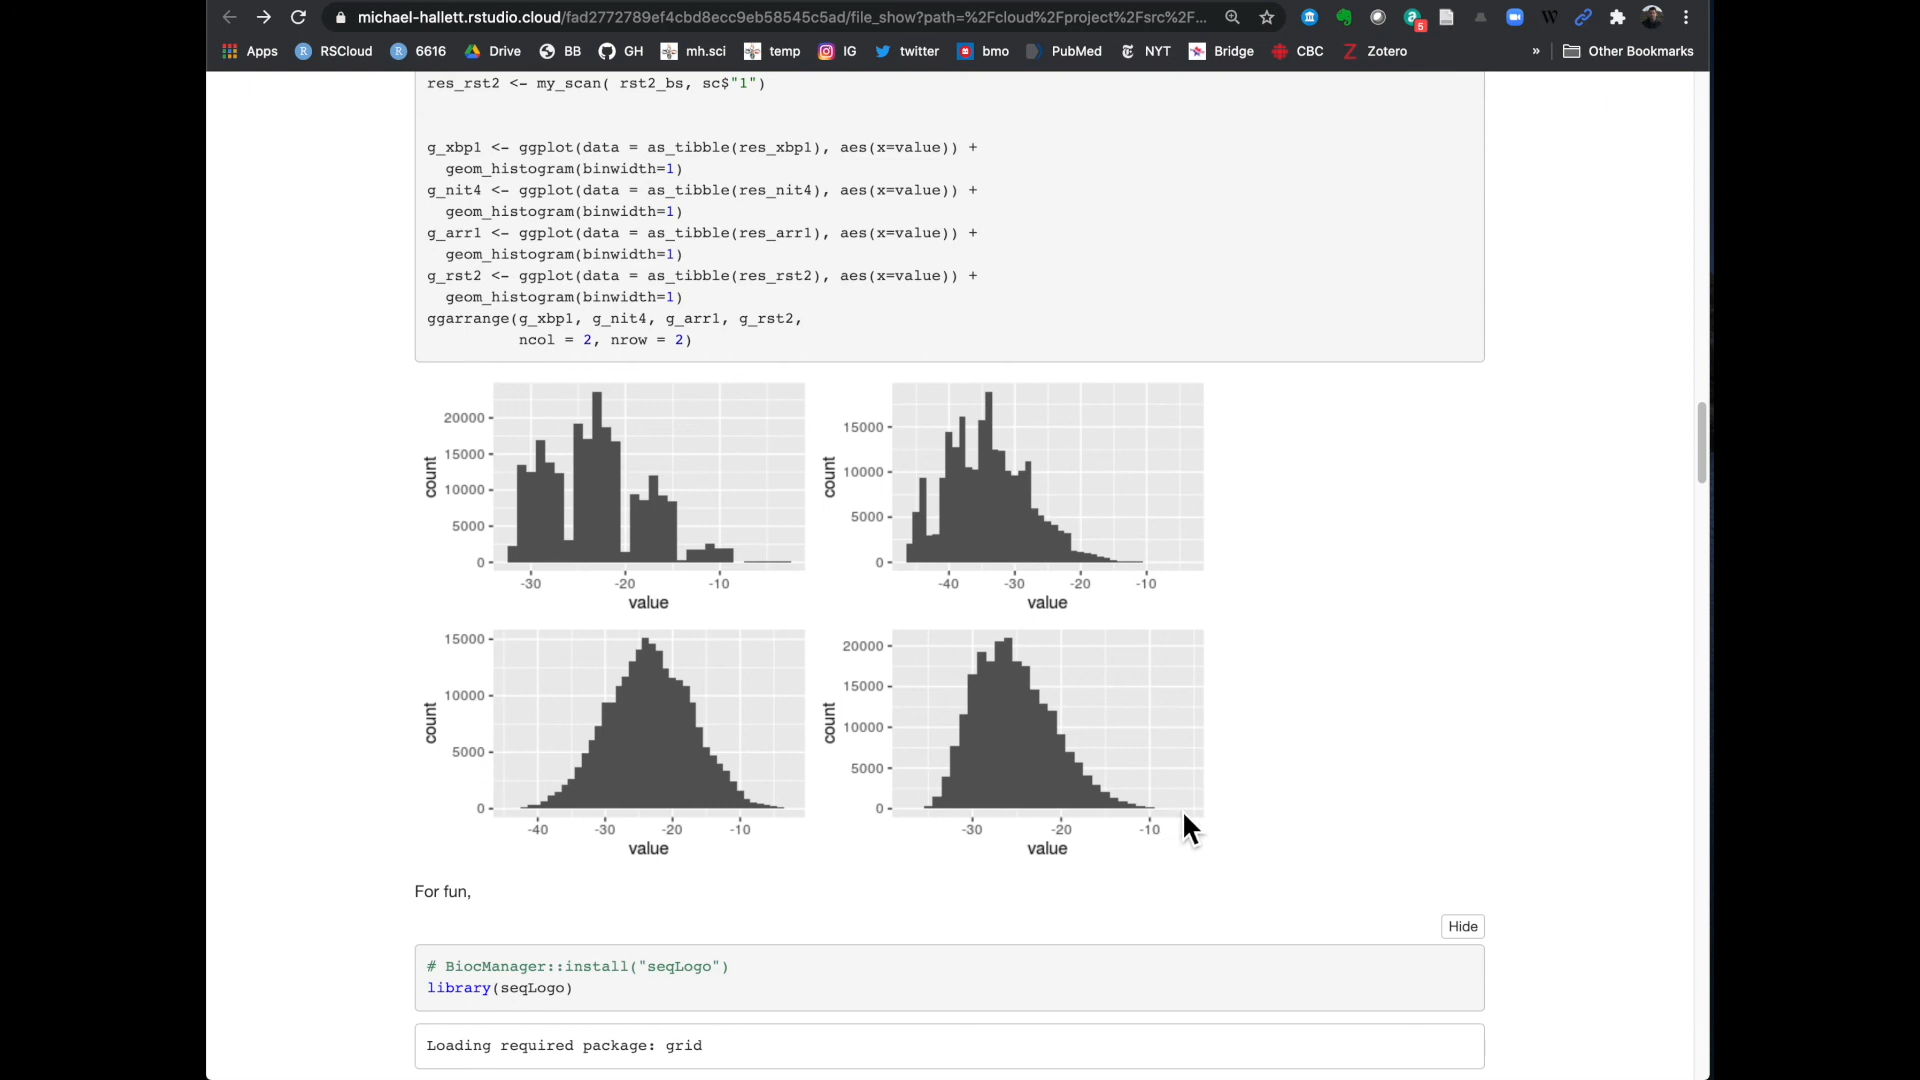 michael-hallett.rstudio.cloud/fad2772789ef4cbd8ecc9eb58545c5ad/file_show?path=%2Fcloud%2Fproject%2Fsrc%2F...
5
W
Apps RSCloud 6616 Drive BB GH mh.sci temp IG twitter bmo PubMed NYT Bridge CBC Zotero » Other Bookmarks
res_rst2 <- my_scan( rst2_bs, sc$"1")
g_xbp1 <- ggplot(data = as_tibble(res_xbp1), aes(x=value)) +
geom_histogram(binwidth=1)
g_nit4 <- ggplot(data = as_tibble(res_nit4), aes(x=value)) +
geom_histogram(binwidth=1)
g_arr1 <- ggplot(data = as_tibble(res_arr1), aes(x=value)) +
geom_histogram(binwidth=1)
g_rst2 <- ggplot(data = as_tibble(res_rst2), aes(x=value)) +
geom_histogram(binwidth=1)
ggarrange(g_xbp1, g_nit4, g_arr1, g_rst2,
ncol = 2, nrow = 2)
count
20000
15000
10000
5000
0
-30 -20 -10
value
count
15000
10000
5000
0
-40 -30 -20 -10
value
count
15000
10000
5000
0
-40 -30 -20 -10
value
count
20000
15000
10000
5000
0
-30 -20 -10
value
For fun,
Hide
# BiocManager::install("seqLogo")
library(seqLogo)
Loading required package: grid